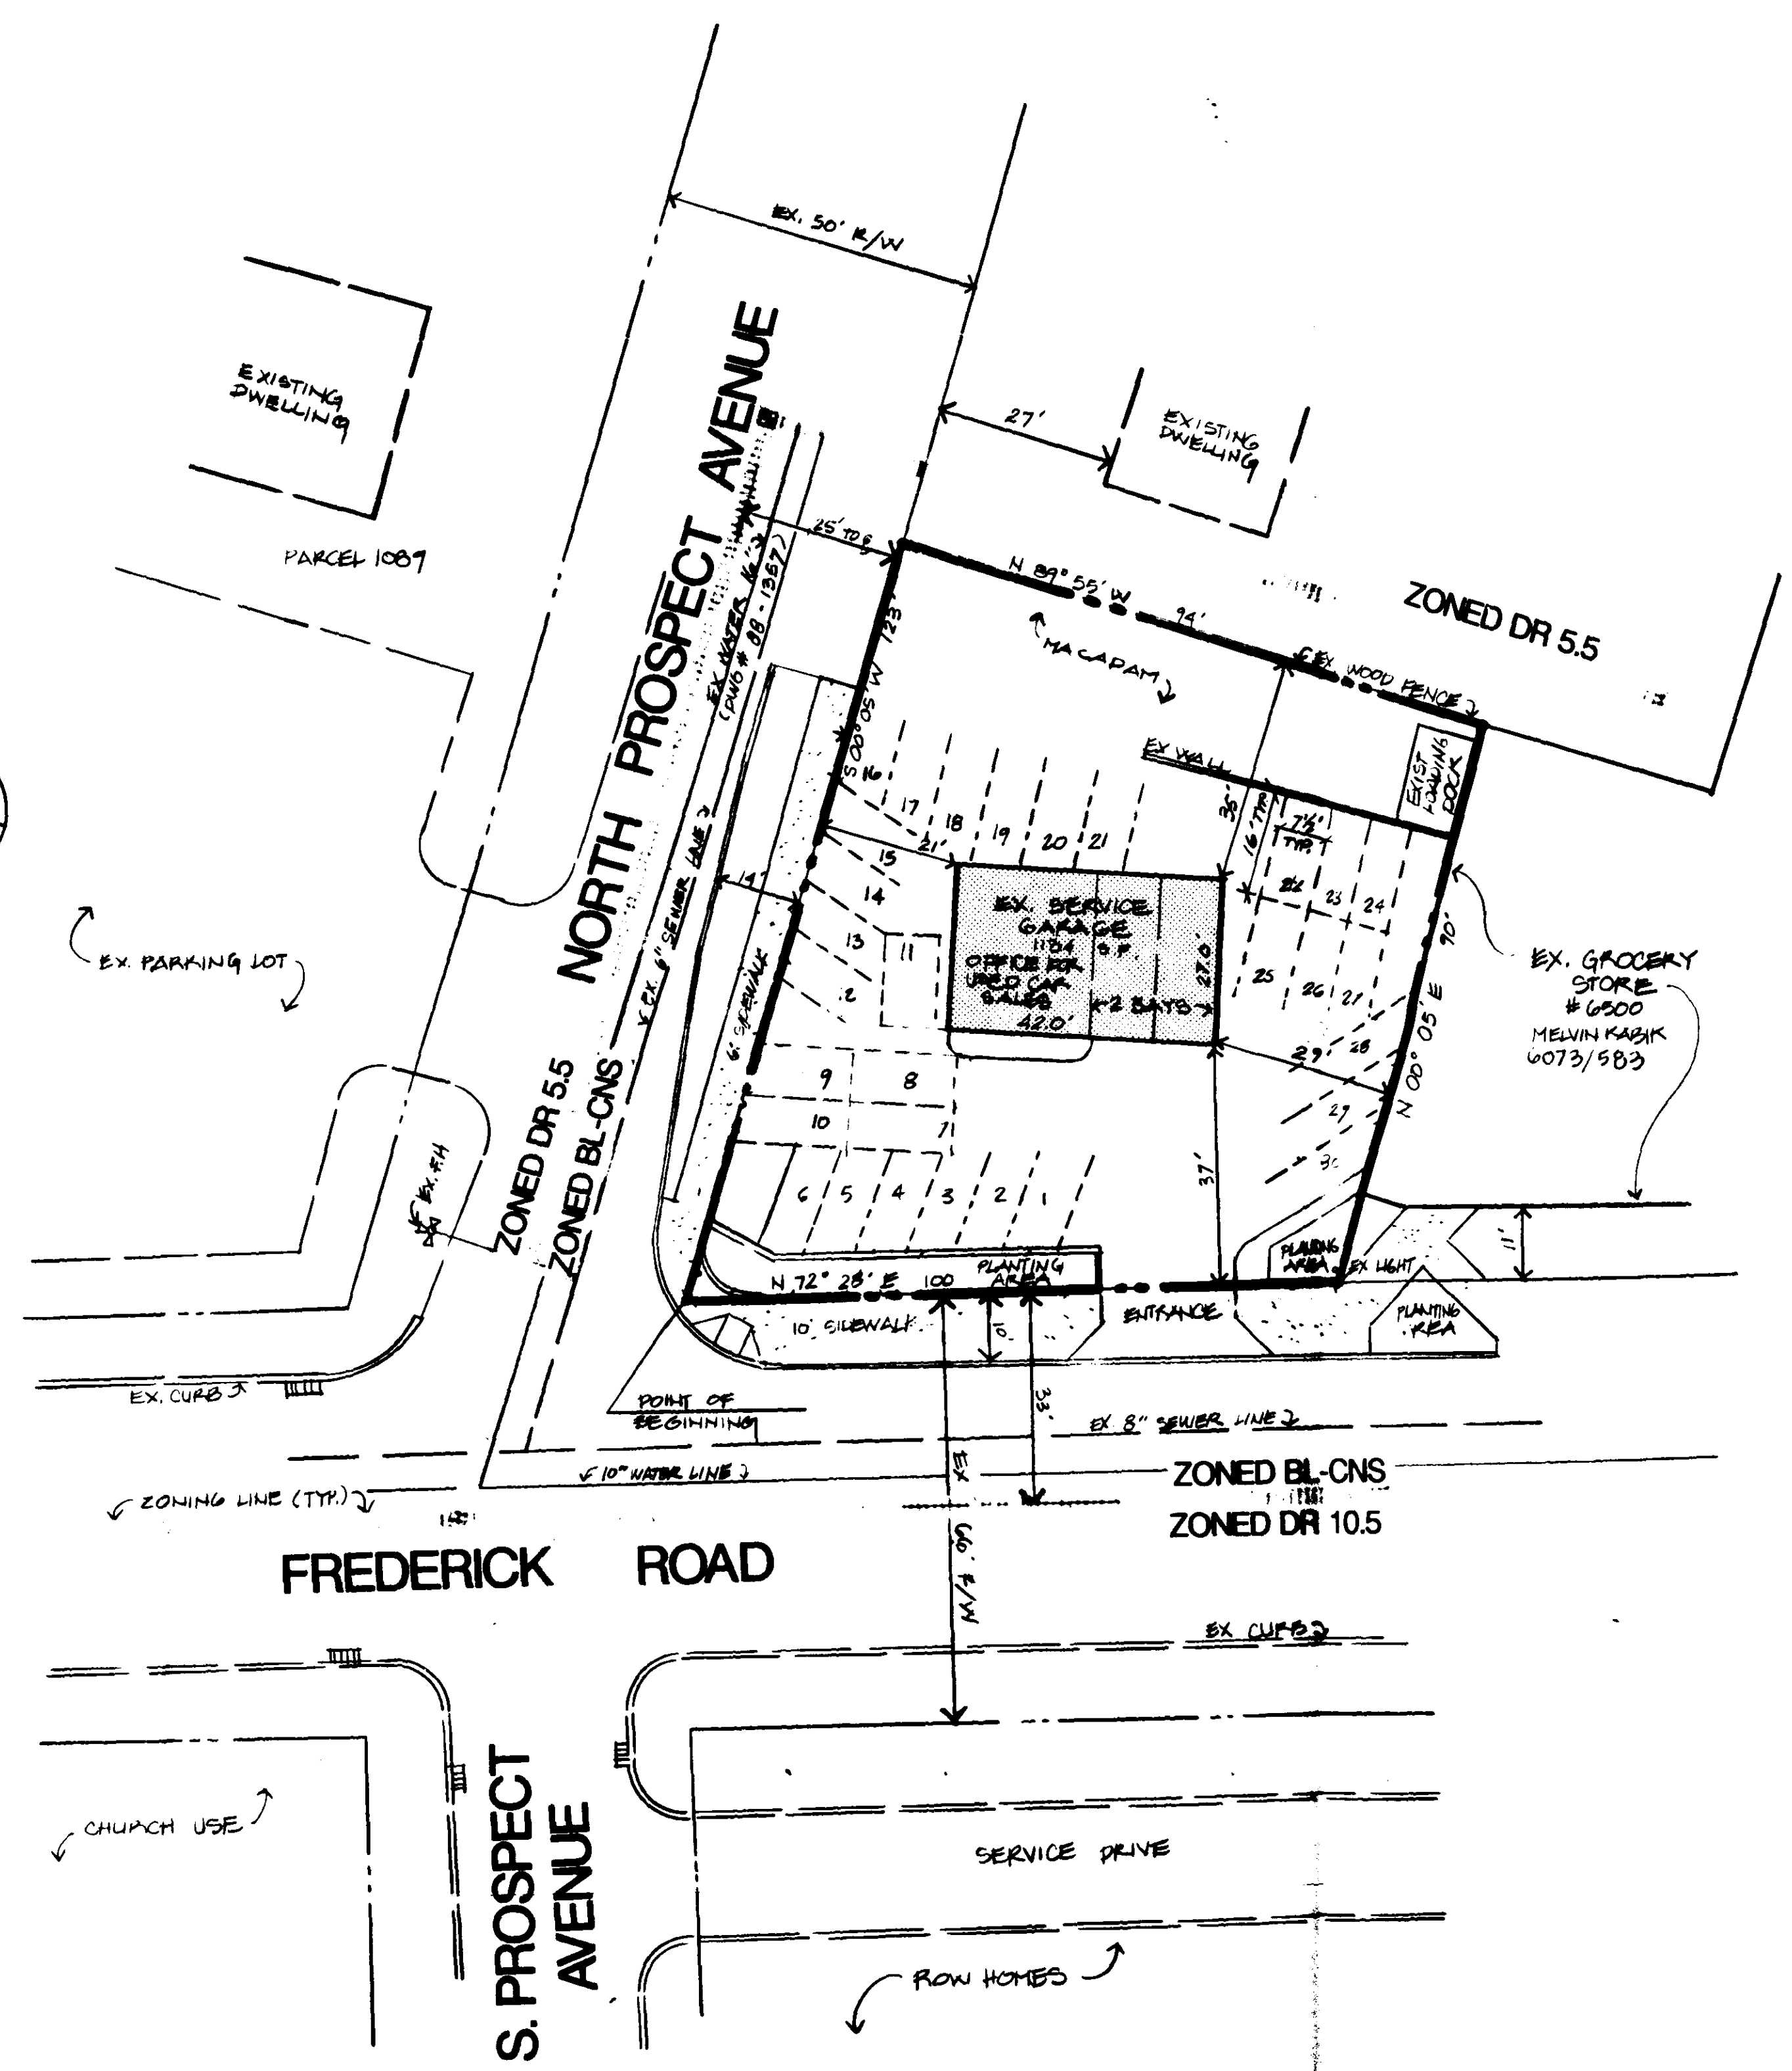 EX. 50' R/W
EXISTING
DWELLING
27'
EXISTING
DWELLING
NORTH PROSPECT AVENUE
PARCEL 1089
25' TO
EX WATER
(DWG # 88 - 1367)
N 89° 55' W
94'
ZONED DR 5.5
MACADAM
EX WOOD FENCE
S 00° 05' W 123'
EX WALL
EXIST
LOADING
DOCK
16
17
18
19
20
21
35'
16' TYP.
7½'
TYP.
22
23
24
15
14
13
11
21'
14'
EX. 6" SEWER LINE
6' SIDEWALK
EX. SERVICE
GARAGE
S.F.
OFFICE FOR
USED CAR
SALES
2 BAYS
42.0'
27.0'
25
26
27
28
29
29'
90'
N 00° 05' E
EX. GROCERY
STORE
# 6500
MELVIN KABIK
6073/583
EX. PARKING LOT
9
8
10
7
6
5
4
3
2
1
37'
EX. F.H
ZONED DR 5.5
ZONED BL-CNS
N 72° 28' E 100
PLANTING
AREA
PLANTING
AREA
EX LIGHT
11'
10' SIDEWALK
10'
ENTRANCE
PLANTING
AREA
EX. CURB
POINT OF
BEGINNING
33'
EX. 8" SEWER LINE
10" WATER LINE
EX 66' R/W
ZONED BL-CNS
ZONING LINE (TYP.)
ZONED DR 10.5
FREDERICK ROAD
EX CURB
S. PROSPECT
AVENUE
CHURCH USE
SERVICE DRIVE
ROW HOMES